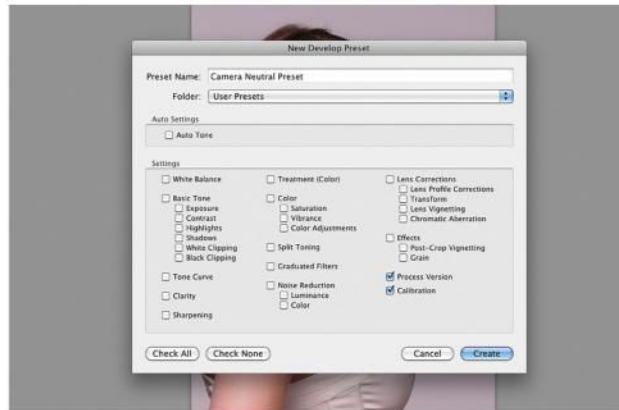 New Develop Preset
Preset Name: Camera Neutral Preset
Folder: User Presets
Auto Settings
Auto Tone
Settings
White Balance
Basic Tone
Exposure
Contrast
Highlights
Shadows
White Clipping
Black Clipping
Tone Curve
Clarity
Sharpening
Treatment (Color)
Color
Saturation
Vibrance
Color Adjustments
Split Toning
Graduated Filters
Noise Reduction
Luminance
Color
Lens Corrections
Lens Profile Corrections
Transform
Lens Vignetting
Chromatic Aberration
Effects
Post-Crop Vignetting
Grain
Process Version
Calibration
Check All Check None Cancel Create